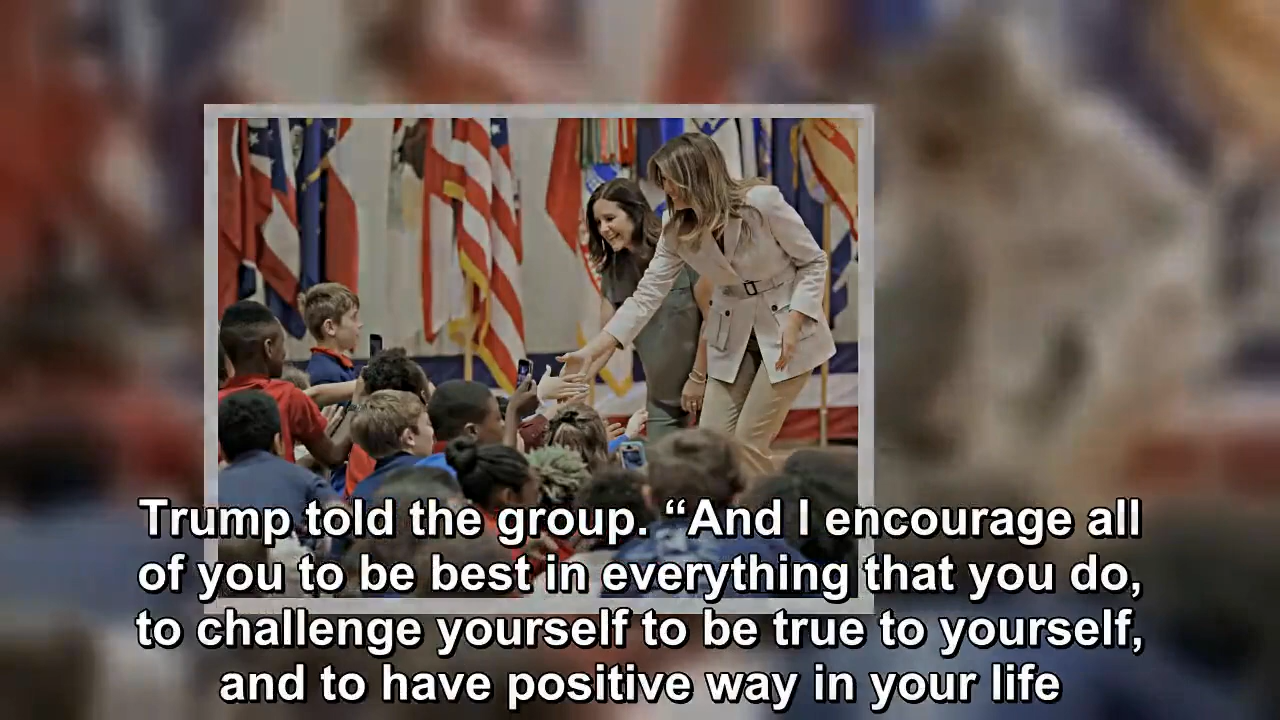 Trump told the group. “And I encourage all
of you to be best in everything that you do,
to challenge yourself to be true to yourself,
and to have positive way in your life